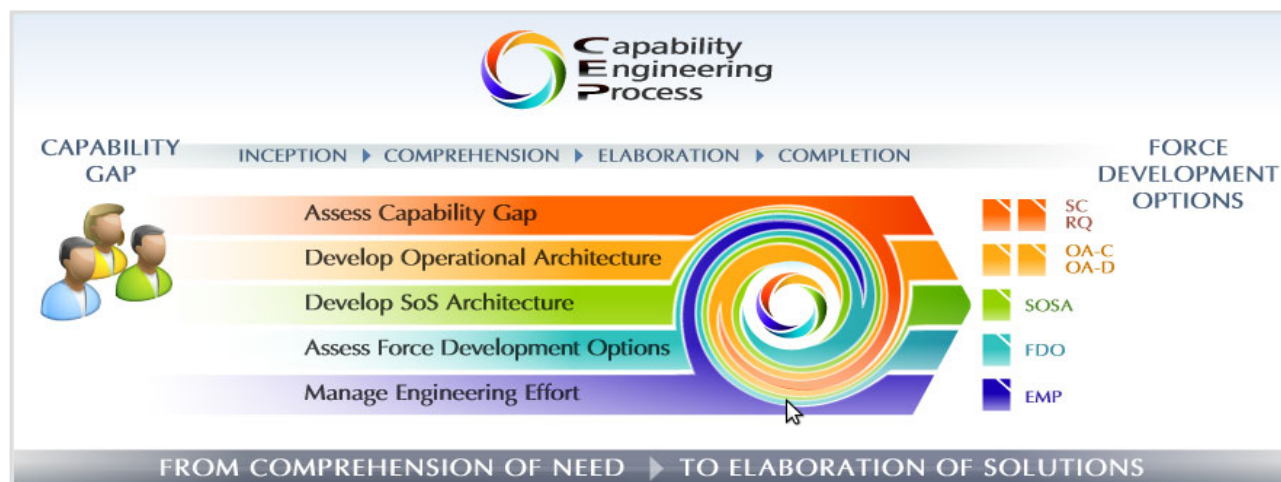 Capability
Engineering
Process
CAPABILITY
GAP
INCEPTION COMPREHENSION ELABORATION COMPLETION
FORCE
DEVELOPMENT
OPTIONS
Assess Capability Gap
SC
RQ
Develop Operational Architecture
OA-C
OA-D
Develop SoS Architecture
SOSA
Assess Force Development Options
FDO
Manage Engineering Effort
EMP
FROM COMPREHENSION OF NEED TO ELABORATION OF SOLUTIONS